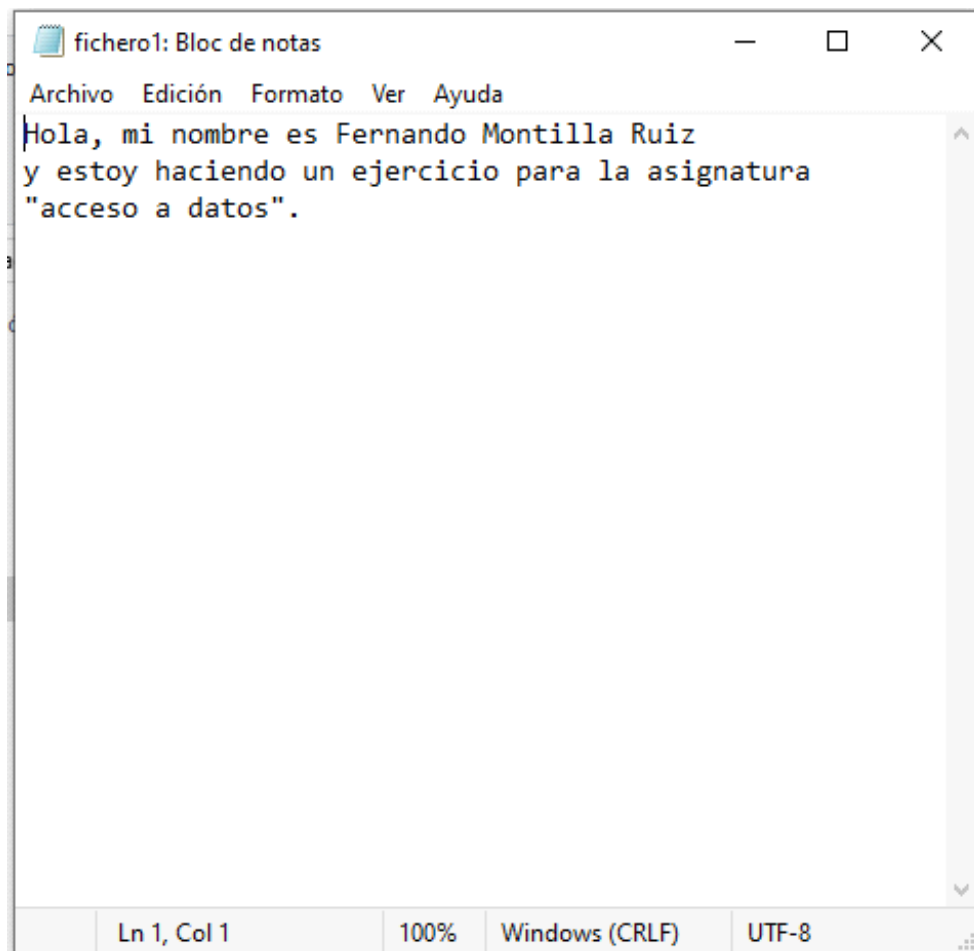 fichero1: Bloc de notas
Archivo Edición Formato Ver Ayuda
Hola, mi nombre es Fernando Montilla Ruiz
y estoy haciendo un ejercicio para la asignatura
"acceso a datos".
Ln 1, Col 1 100% Windows (CRLF) UTF-8